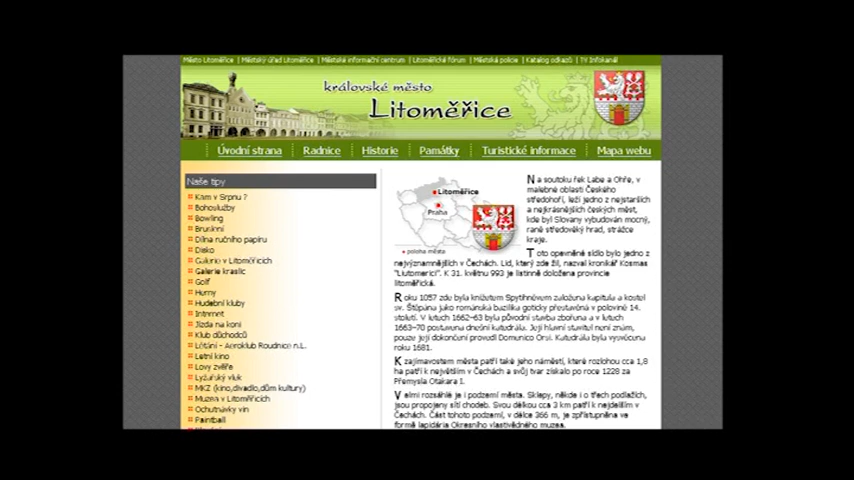 Město Litoměřice | Městský úřad Litoměřice | Městské informační centrum | Litoměřické fórum | Městská policie | Katalog odkazů | TV Infokanál
královské město
Litoměřice
Úvodní strana Radnice Historie Památky Turistické informace Mapa webu
Naše tipy
Kam v Srpnu ?
Bohoslužby
Bowling
Bruslení
Dílna ručního papíru
Disko
Galerie v Litoměřicích
Galerie kraslic
Golf
Herny
Hudební kluby
Internet
Jízda na koni
Klub důchodců
Létání - Aeroklub Roudnice n.L.
Letní kino
Lovy zvěře
Lyžařský vlek
MKZ (kino,divadlo,dům kultury)
Muzea v Litoměřicích
Ochutnávky vín
Paintball
Litoměřice
Praha
poloha města
Na soutoku řek Labe a Ohře, v
malebné oblasti Českého
středohoří, leží jedno z nejstarších
a nejkrásnějších českých měst,
kde byl Slovany vybudován mocný,
raně středověký hrad, strážce
kraje.
Toto opevněné sídlo bylo jedno z
nejvýznamnějších v Čechách. Lid, který zde žil, nazval kronikář Kosmas
"Liutomerici". K 31. květnu 993 je listinně doložena provincie
litoměřická.
Roku 1057 zde byla knížetem Spytihněvem založena kapitula a kostel
sv. Štěpána jako románská bazilika goticky přestavěná v polovině 14.
století. V letech 1662-63 byla původní stavba zbořena a v letech
1663-70 postavena dnešní katedrála. Její hlavní stavitel není znám,
pouze její dokončení provedl Domenico Orsi. Katedrála byla vysvěcena
roku 1681.
K zajímavostem města patří také jeho náměstí, které rozlohou cca 1,8
ha patří k největším v Čechách a svůj tvar získalo po roce 1228 za
Přemysla Otakara I.
Velmi rozsáhlé je i podzemí města. Sklepy, někde i o třech podlažích,
jsou propojeny sítí chodeb. Svou délkou cca 3 km patří k nejdelším v
Čechách. Část tohoto podzemí, v délce 366 m, je zpřístupněna ve
formě lapidária Okresního vlastivědného muzea.